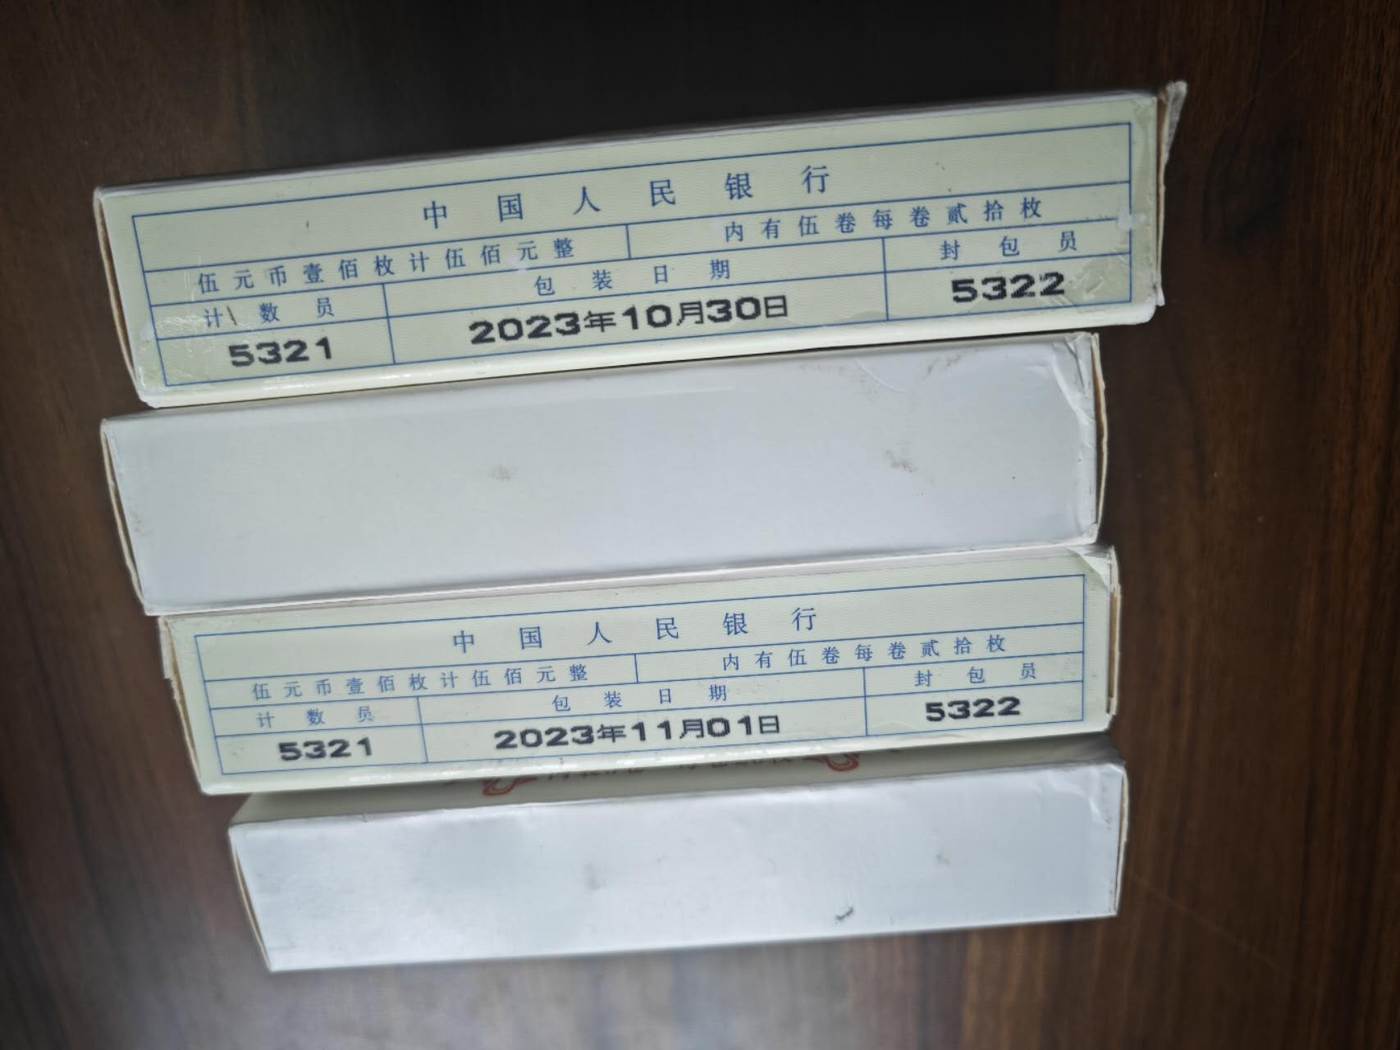 中国人民银行
伍元币壹佰枚计伍佰元整 内有伍卷每卷贰拾枚
计数员 包装日期 封包员
5321 2023年10月30日 5322
中国人民银行
伍元币壹佰枚计伍佰元整 内有伍卷每卷贰拾枚
计数员 包装日期 封包员
5321 2023年11月01日 5322